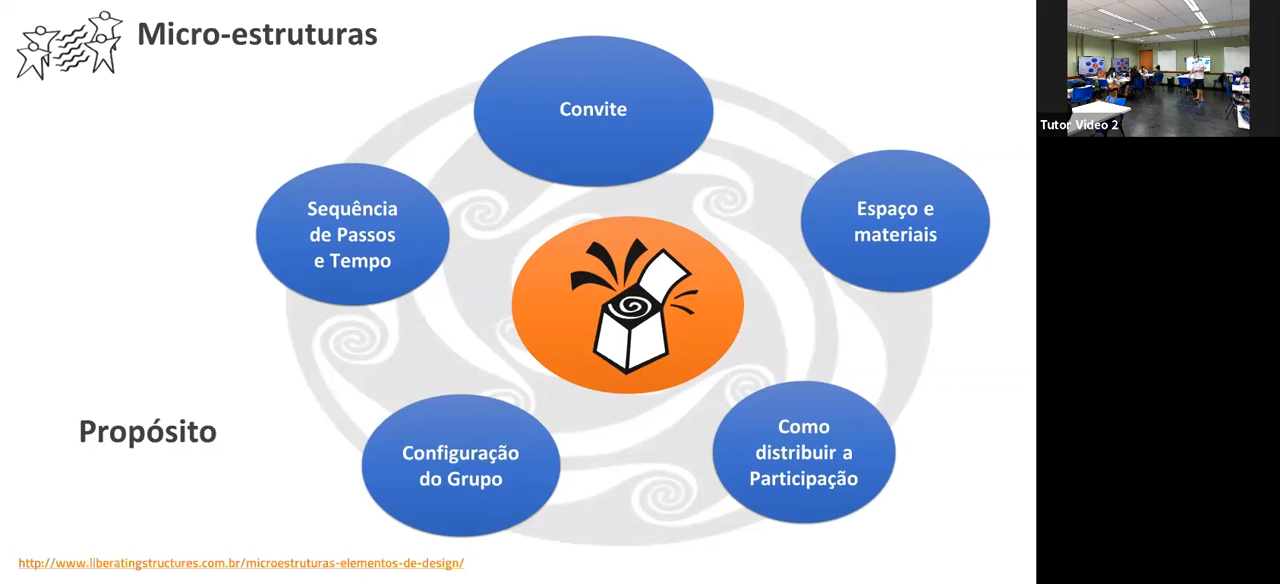 Micro-estruturas
Convite
Sequência
de Passos
e Tempo
Espaço e
materiais
Propósito
Configuração
do Grupo
Como
distribuir a
Participação
http://www.liberatingstructures.com.br/microestruturas-elementos-de-design/
Tutor Video 2